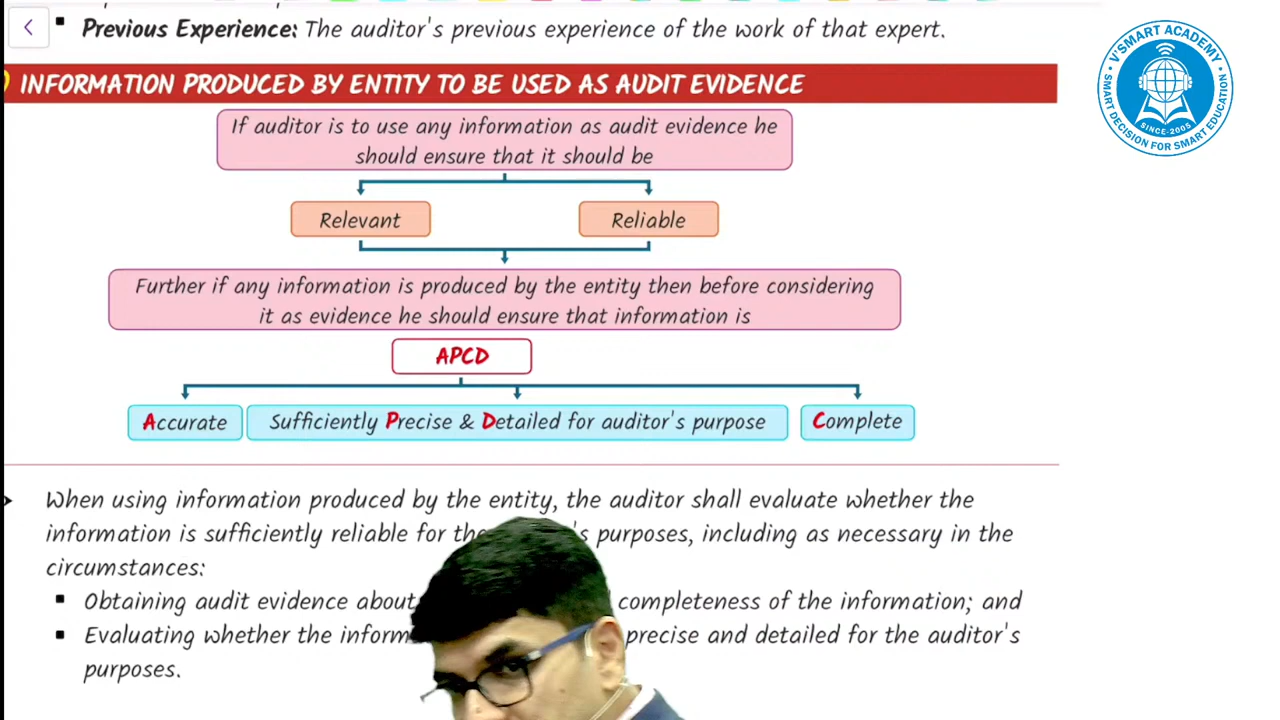 Previous Experience: The auditor's previous experience of the work of that expert.
INFORMATION PRODUCED BY ENTITY TO BE USED AS AUDIT EVIDENCE
If auditor is to use any information as audit evidence he
should ensure that it should be
Relevant
Reliable
Further if any information is produced by the entity then before considering
it as evidence he should ensure that information is
APCD
Accurate
Sufficiently Precise & Detailed for auditor's purpose
Complete
When using information produced by the entity, the auditor shall evaluate whether the
information is sufficiently reliable for the purposes, including as necessary in the
circumstances:
Obtaining audit evidence about completeness of the information; and
Evaluating whether the precise and detailed for the auditor's
purposes.
V'SMART ACADEMY
SINCE-2005
SMART DECISION FOR SMART EDUCATION